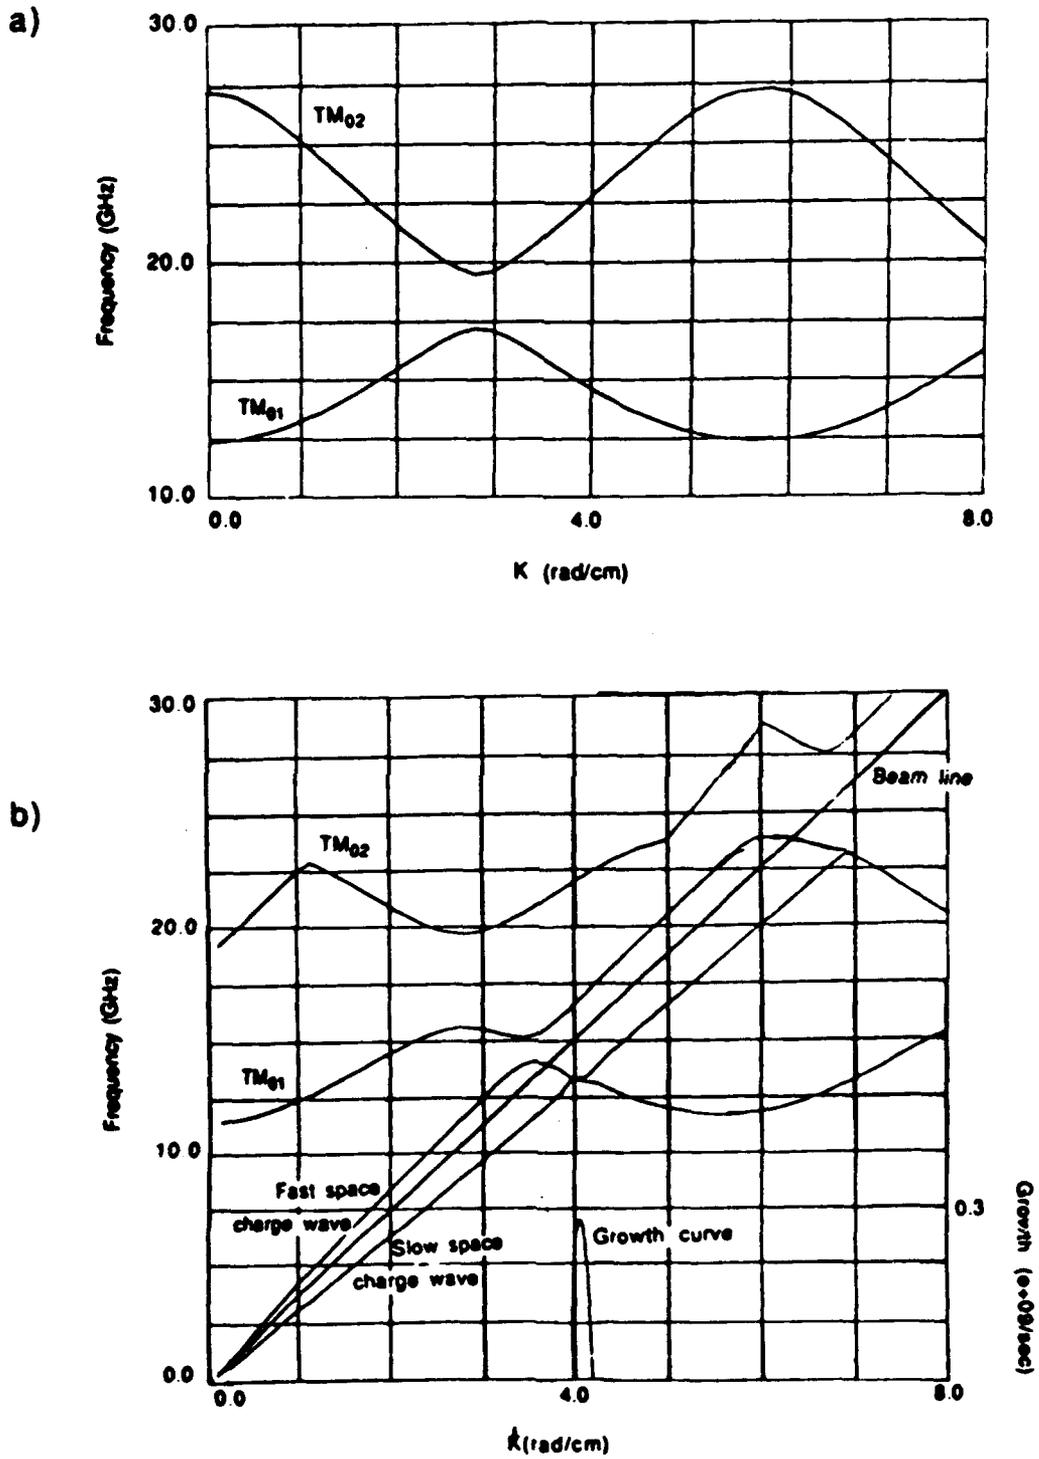 a)
30.0
TM02
Frequency (GHz)
20.0
TM01
10.0
0.0 4.0 8.0
K (rad/cm)
b)
30.0
Beam line
TM02
20.0
Frequency (GHz)
TM01
10.0
Fast space
charge wave
0.3
Slow space
charge wave
Growth curve
Growth (e+09/sec)
0.0
0.0 4.0 8.0
k(rad/cm)